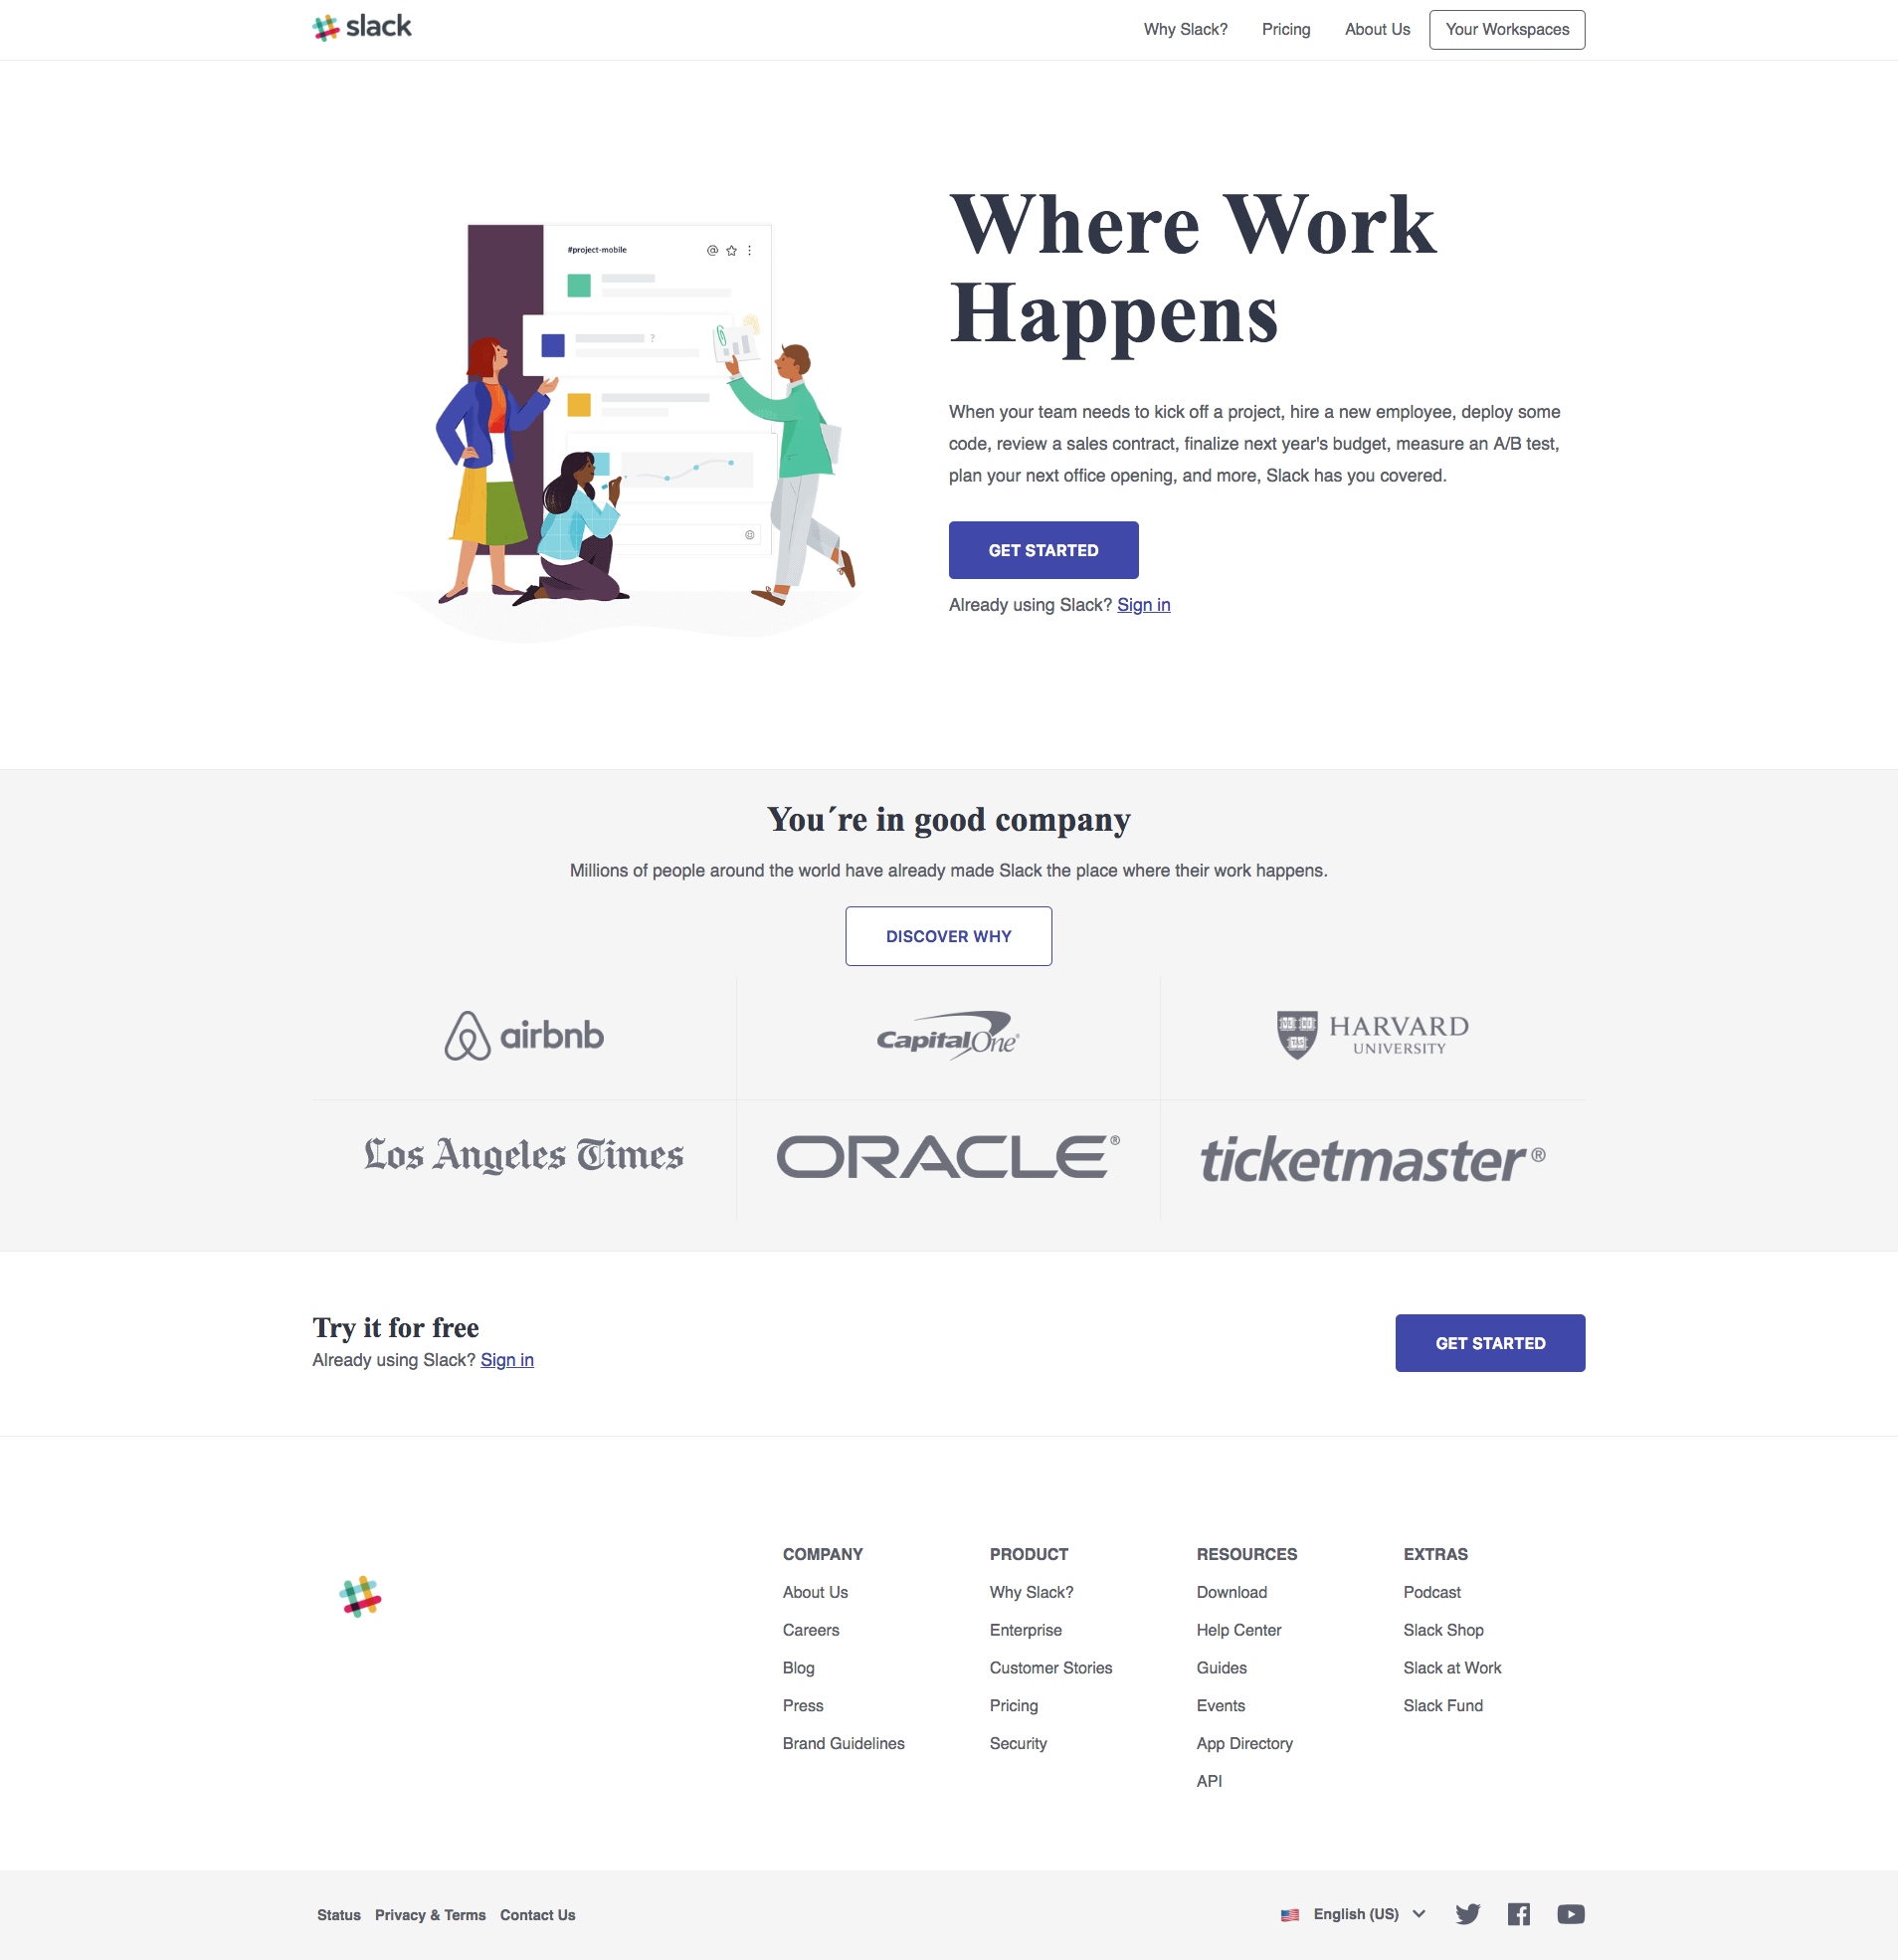 slack
Why Slack? Pricing About Us Your Workspaces
#project-mobile
?
Where Work
Happens
When your team needs to kick off a project, hire a new employee, deploy some
code, review a sales contract, finalize next year's budget, measure an A/B test,
plan your next office opening, and more, Slack has you covered.
GET STARTED
Already using Slack? Sign in
You´re in good company
Millions of people around the world have already made Slack the place where their work happens.
DISCOVER WHY
airbnb
CapitalOne®
HARVARD
UNIVERSITY
Los Angeles Times
ORACLE®
ticketmaster®
Try it for free
Already using Slack? Sign in
GET STARTED
COMPANY
About Us
Careers
Blog
Press
Brand Guidelines
PRODUCT
Why Slack?
Enterprise
Customer Stories
Pricing
Security
RESOURCES
Download
Help Center
Guides
Events
App Directory
API
EXTRAS
Podcast
Slack Shop
Slack at Work
Slack Fund
Status Privacy & Terms Contact Us
English (US)